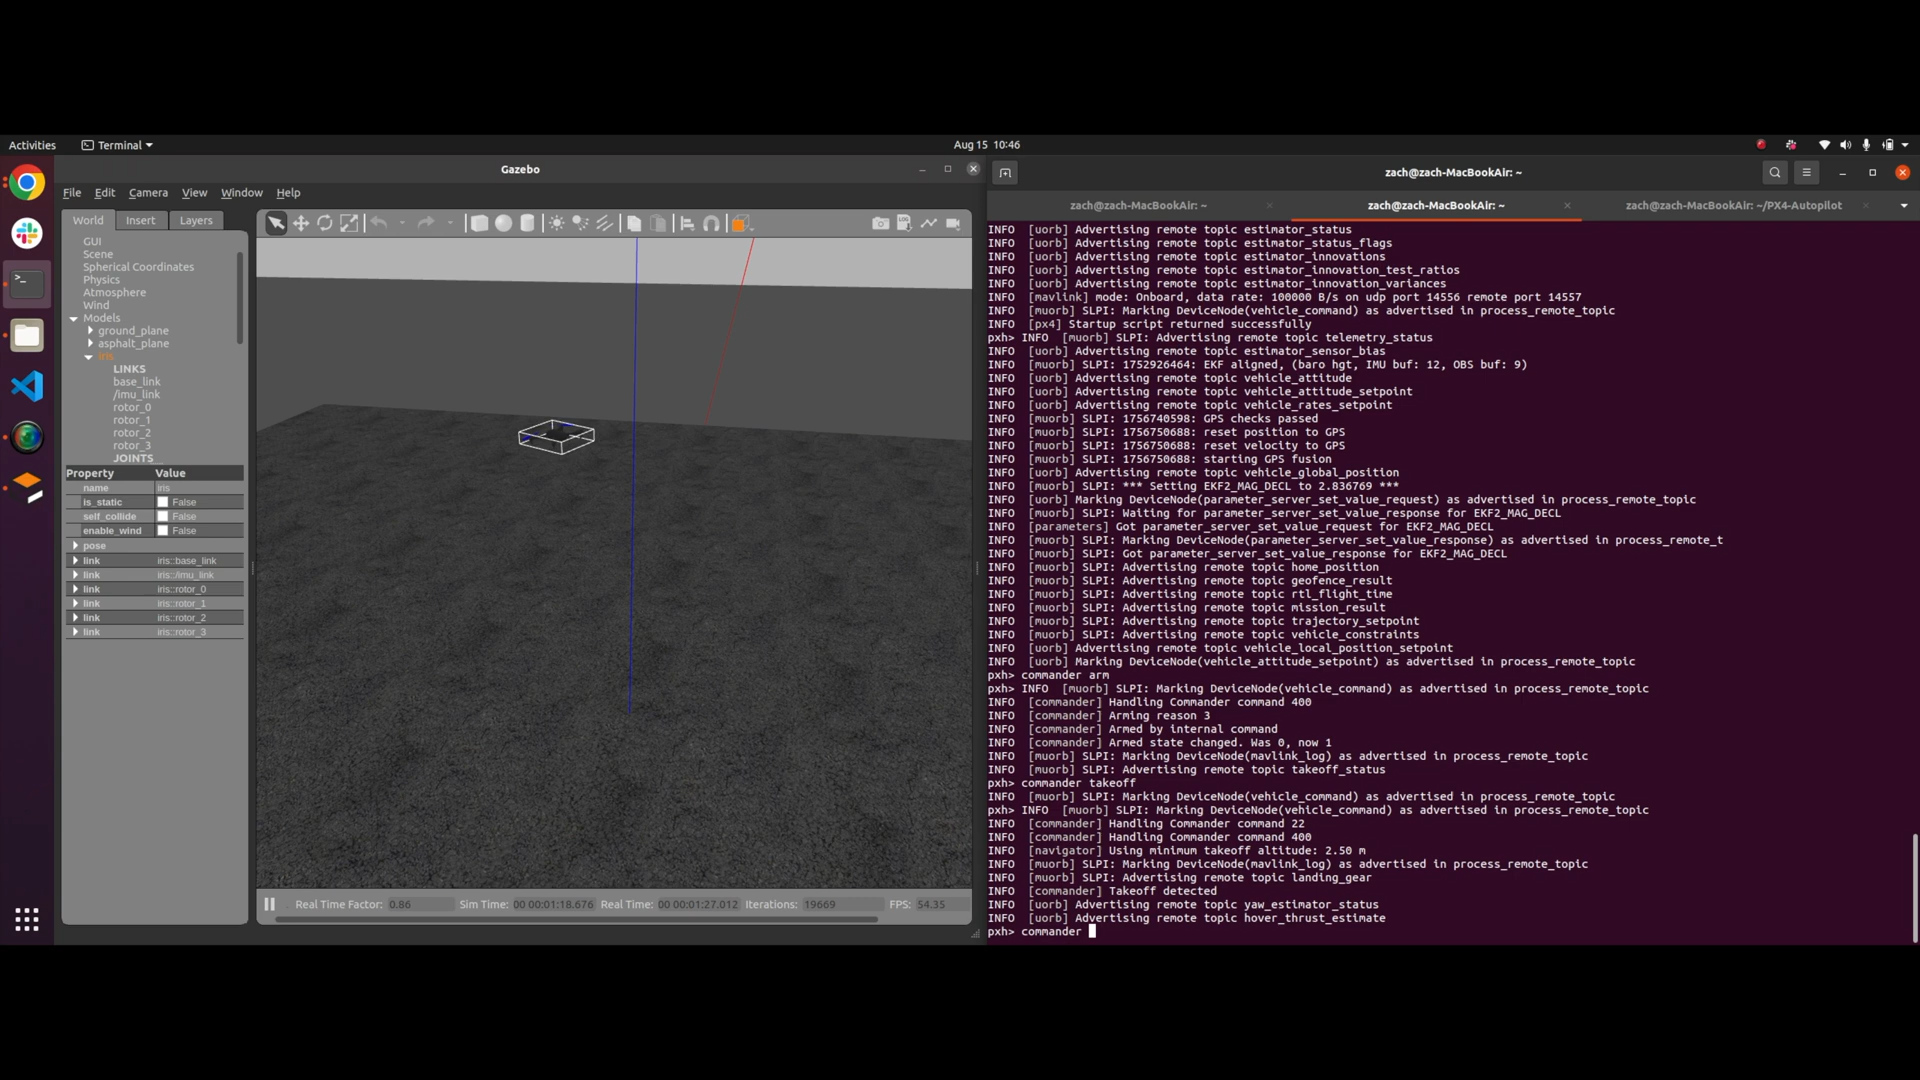 Activities
Terminal
Aug 15 10:46
Gazebo
File Edit Camera View Window Help
World Insert Layers
GUI
Scene
Spherical Coordinates
Physics
Atmosphere
Wind
Models
ground_plane
asphalt_plane
iris
LINKS
base_link
/imu_link
rotor_0
rotor_1
rotor_2
rotor_3
JOINTS
Property Value
name iris
is_static False
self_collide False
enable_wind False
pose
link iris::base_link
link iris::/imu_link
link iris::rotor_0
link iris::rotor_1
link iris::rotor_2
link iris::rotor_3
LOG
Real Time Factor: 0.86 Sim Time: 00 00:01:18.676 Real Time: 00 00:01:27.012 Iterations: 19669 FPS: 54.35
zach@zach-MacBookAir: ~
zach@zach-MacBookAir: ~ zach@zach-MacBookAir: ~ zach@zach-MacBookAir: ~/PX4-Autopilot
INFO [uorb] Advertising remote topic estimator_status
INFO [uorb] Advertising remote topic estimator_status_flags
INFO [uorb] Advertising remote topic estimator_innovations
INFO [uorb] Advertising remote topic estimator_innovation_test_ratios
INFO [uorb] Advertising remote topic estimator_innovation_variances
INFO [mavlink] mode: Onboard, data rate: 100000 B/s on udp port 14556 remote port 14557
INFO [muorb] SLPI: Marking DeviceNode(vehicle_command) as advertised in process_remote_topic
INFO [px4] Startup script returned successfully
pxh> INFO [muorb] SLPI: Advertising remote topic telemetry_status
INFO [uorb] Advertising remote topic estimator_sensor_bias
INFO [muorb] SLPI: 1752926464: EKF aligned, (baro hgt, IMU buf: 12, OBS buf: 9)
INFO [uorb] Advertising remote topic vehicle_attitude
INFO [uorb] Advertising remote topic vehicle_attitude_setpoint
INFO [uorb] Advertising remote topic vehicle_rates_setpoint
INFO [muorb] SLPI: 1756740598: GPS checks passed
INFO [muorb] SLPI: 1756750688: reset position to GPS
INFO [muorb] SLPI: 1756750688: reset velocity to GPS
INFO [muorb] SLPI: 1756750688: starting GPS fusion
INFO [uorb] Advertising remote topic vehicle_global_position
INFO [muorb] SLPI: *** Setting EKF2_MAG_DECL to 2.836769 ***
INFO [uorb] Marking DeviceNode(parameter_server_set_value_request) as advertised in process_remote_topic
INFO [muorb] SLPI: Waiting for parameter_server_set_value_response for EKF2_MAG_DECL
INFO [parameters] Got parameter_server_set_value_request for EKF2_MAG_DECL
INFO [muorb] SLPI: Marking DeviceNode(parameter_server_set_value_response) as advertised in process_remote_t
INFO [muorb] SLPI: Got parameter_server_set_value_response for EKF2_MAG_DECL
INFO [muorb] SLPI: Advertising remote topic home_position
INFO [muorb] SLPI: Advertising remote topic geofence_result
INFO [muorb] SLPI: Advertising remote topic rtl_flight_time
INFO [muorb] SLPI: Advertising remote topic mission_result
INFO [muorb] SLPI: Advertising remote topic trajectory_setpoint
INFO [muorb] SLPI: Advertising remote topic vehicle_constraints
INFO [uorb] Advertising remote topic vehicle_local_position_setpoint
INFO [uorb] Marking DeviceNode(vehicle_attitude_setpoint) as advertised in process_remote_topic
pxh> commander arm
pxh> INFO [muorb] SLPI: Marking DeviceNode(vehicle_command) as advertised in process_remote_topic
INFO [commander] Handling Commander command 400
INFO [commander] Arming reason 3
INFO [commander] Armed by internal command
INFO [commander] Armed state changed. Was 0, now 1
INFO [muorb] SLPI: Marking DeviceNode(mavlink_log) as advertised in process_remote_topic
INFO [muorb] SLPI: Advertising remote topic takeoff_status
pxh> commander takeoff
INFO [muorb] SLPI: Marking DeviceNode(vehicle_command) as advertised in process_remote_topic
pxh> INFO [muorb] SLPI: Marking DeviceNode(vehicle_command) as advertised in process_remote_topic
INFO [commander] Handling Commander command 22
INFO [commander] Handling Commander command 400
INFO [navigator] Using minimum takeoff altitude: 2.50 m
INFO [muorb] SLPI: Marking DeviceNode(mavlink_log) as advertised in process_remote_topic
INFO [muorb] SLPI: Advertising remote topic landing_gear
INFO [commander] Takeoff detected
INFO [uorb] Advertising remote topic yaw_estimator_status
INFO [uorb] Advertising remote topic hover_thrust_estimate
pxh> commander